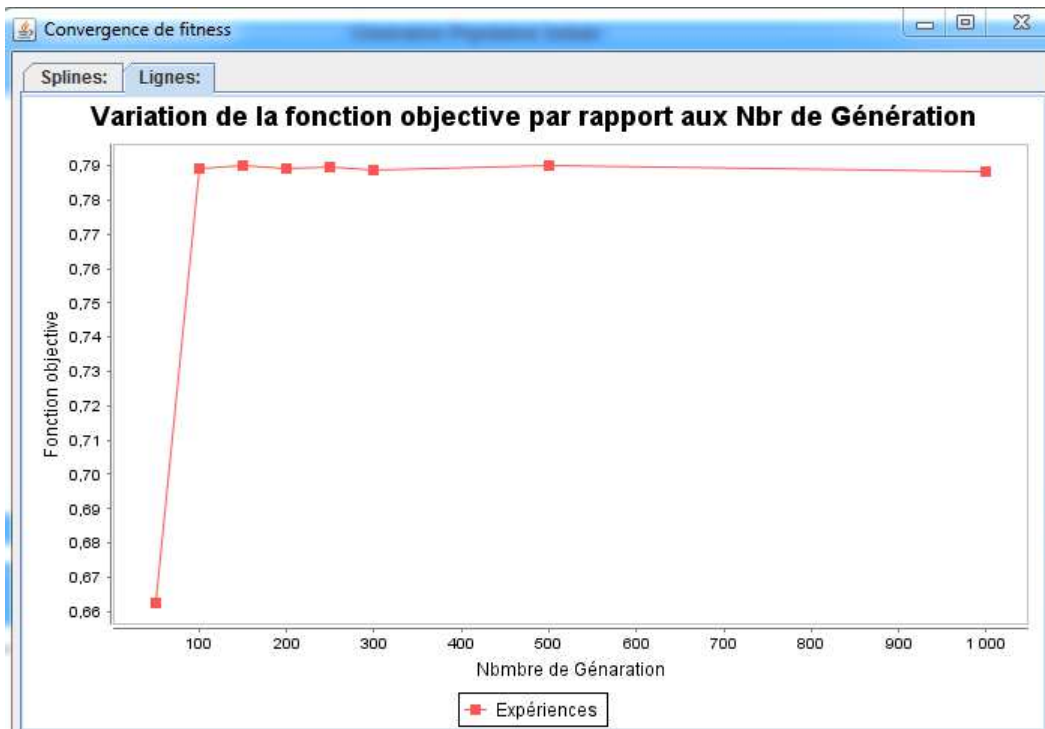 Convergence de fitness
Splines:
Lignes:
Variation de la fonction objective par rapport aux Nbr de Génération
Fonction objective
0,79
0,78
0,77
0,76
0,75
0,74
0,73
0,72
0,71
0,70
0,69
0,68
0,67
0,66
100 200 300 400 500 600 700 800 900 1 000
Nbmbre de Génaration
Expériences